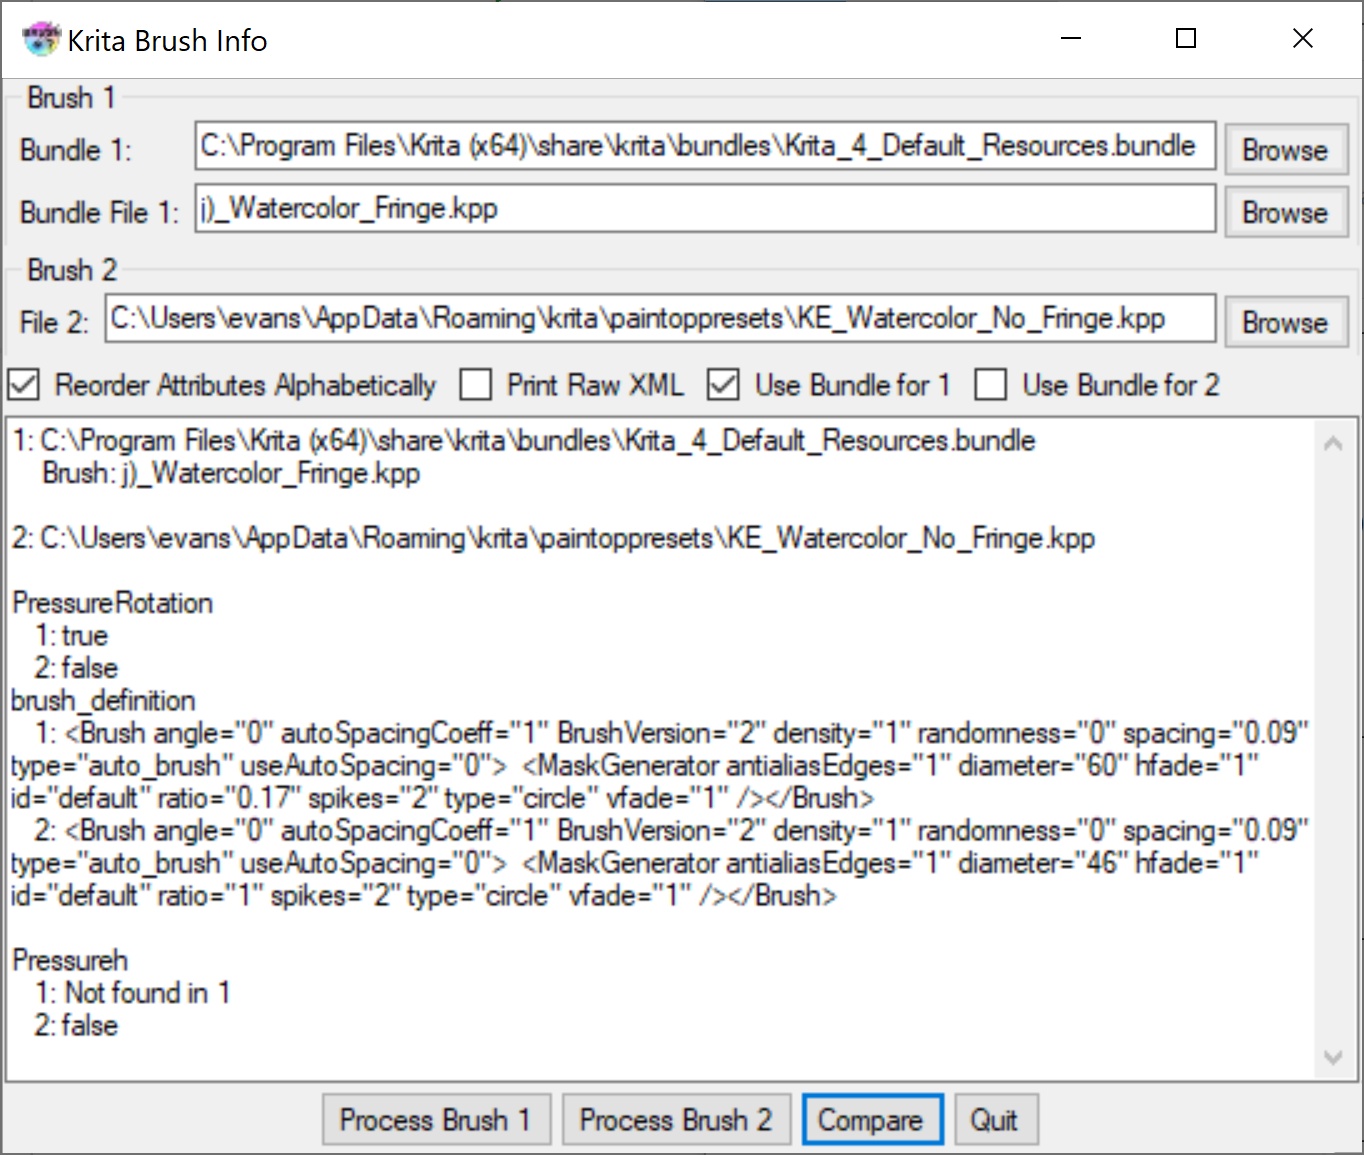 Krita Brush Info
Brush 1
Bundle 1: C:\Program Files\Krita (x64)\share\krita\bundles\Krita_4_Default_Resources.bundle Browse
Bundle File 1: j)_Watercolor_Fringe.kpp Browse
Brush 2
File 2: C:\Users\evans\AppData\Roaming\krita\paintoppresets\KE_Watercolor_No_Fringe.kpp Browse
Reorder Attributes Alphabetically Print Raw XML Use Bundle for 1 Use Bundle for 2
1: C:\Program Files\Krita (x64)\share\krita\bundles\Krita_4_Default_Resources.bundle
Brush: j)_Watercolor_Fringe.kpp
2: C:\Users\evans\AppData\Roaming\krita\paintoppresets\KE_Watercolor_No_Fringe.kpp
PressureRotation
1: true
2: false
brush_definition
1: <Brush angle="0" autoSpacingCoeff="1" BrushVersion="2" density="1" randomness="0" spacing="0.09"
type="auto_brush" useAutoSpacing="0">  <MaskGenerator antialiasEdges="1" diameter="60" hfade="1"
id="default" ratio="0.17" spikes="2" type="circle" vfade="1" /></Brush>
2: <Brush angle="0" autoSpacingCoeff="1" BrushVersion="2" density="1" randomness="0" spacing="0.09"
type="auto_brush" useAutoSpacing="0">  <MaskGenerator antialiasEdges="1" diameter="46" hfade="1"
id="default" ratio="1" spikes="2" type="circle" vfade="1" /></Brush>
Pressureh
1: Not found in 1
2: false
Process Brush 1 Process Brush 2 Compare Quit